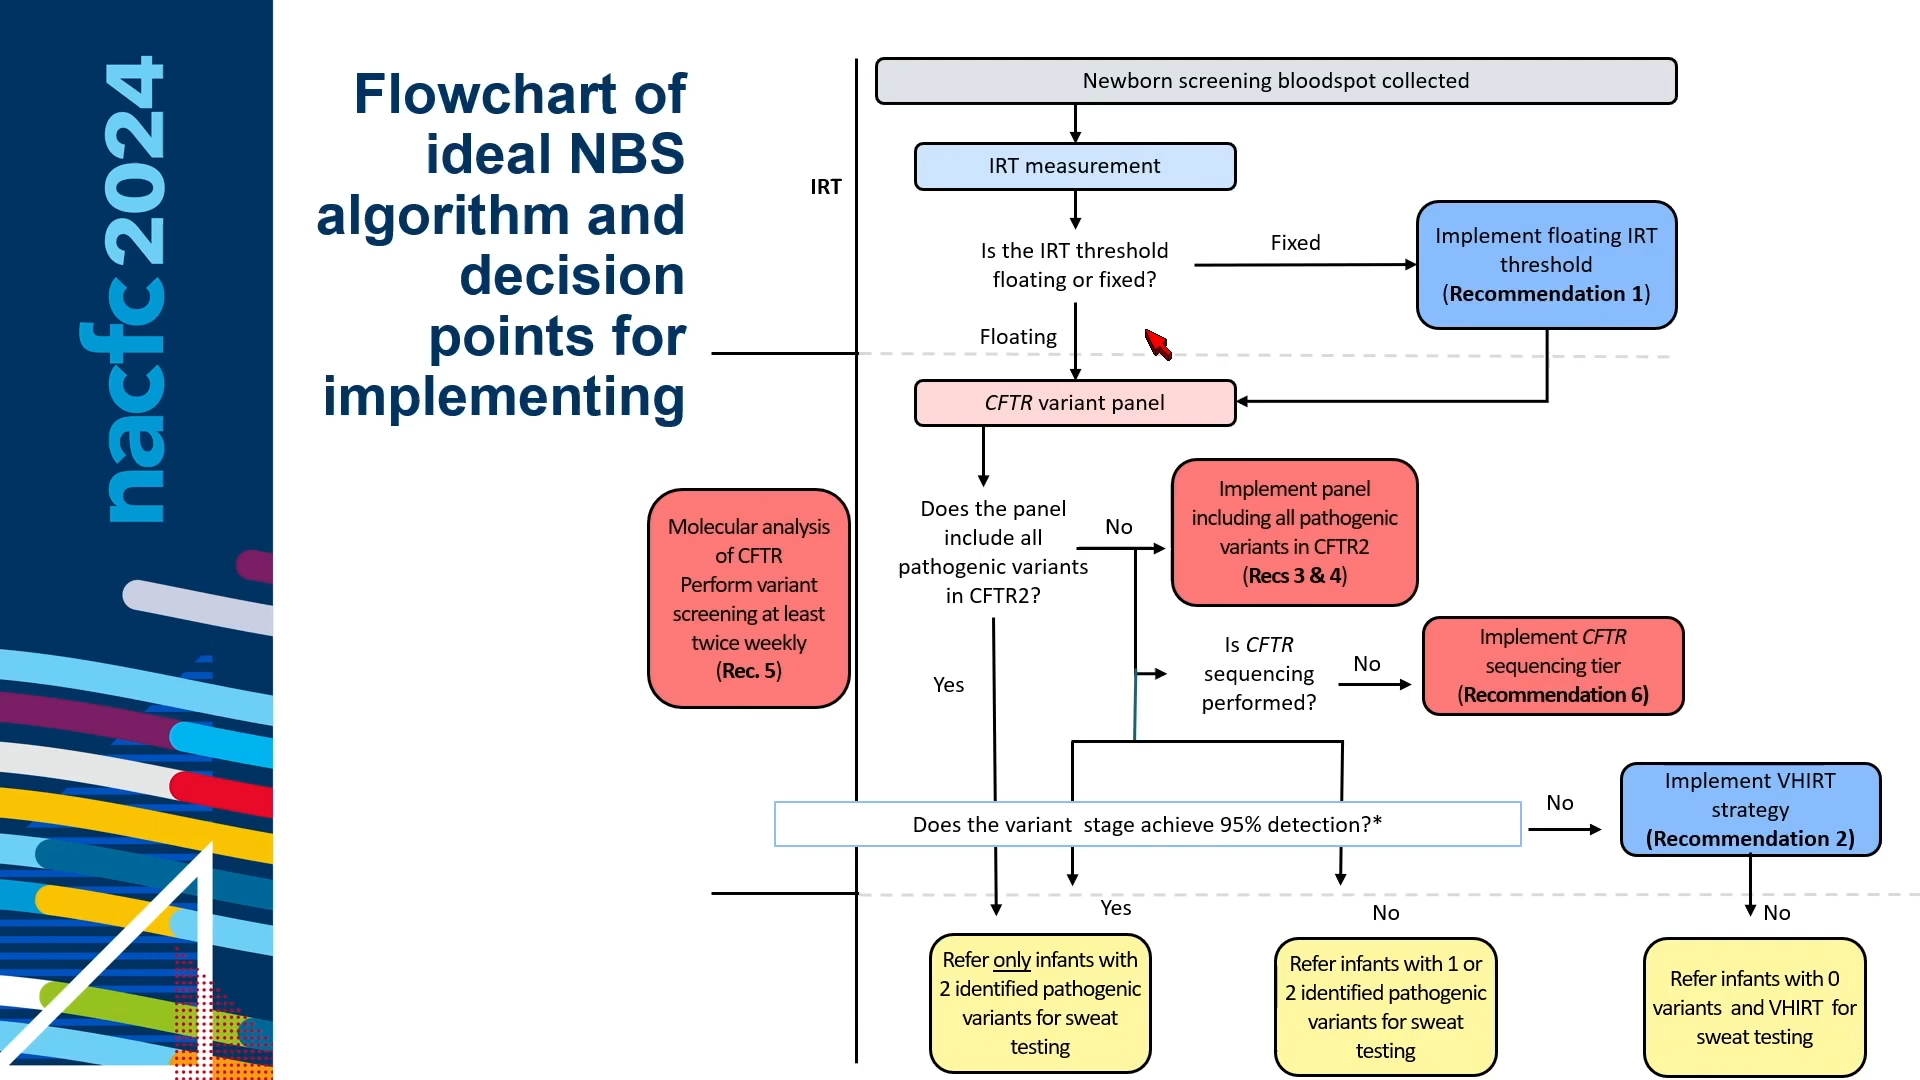 nacfc2024
Flowchart of
ideal NBS
algorithm and
decision
points for
implementing
Newborn screening bloodspot collected
IRT measurement
IRT
Is the IRT threshold
floating or fixed?
Fixed
Implement floating IRT
threshold
(Recommendation 1)
Floating
CFTR variant panel
Molecular analysis
of CFTR
Perform variant
screening at least
twice weekly
(Rec. 5)
Does the panel
include all
pathogenic variants
in CFTR2?
No
Implement panel
including all pathogenic
variants in CFTR2
(Recs 3 & 4)
Yes
Is CFTR
sequencing
performed?
No
Implement CFTR
sequencing tier
(Recommendation 6)
Does the variant stage achieve 95% detection?*
No
Implement VHIRT
strategy
(Recommendation 2)
Yes
No
No
Refer only infants with
2 identified pathogenic
variants for sweat
testing
Refer infants with 1 or
2 identified pathogenic
variants for sweat
testing
Refer infants with 0
variants and VHIRT for
sweat testing